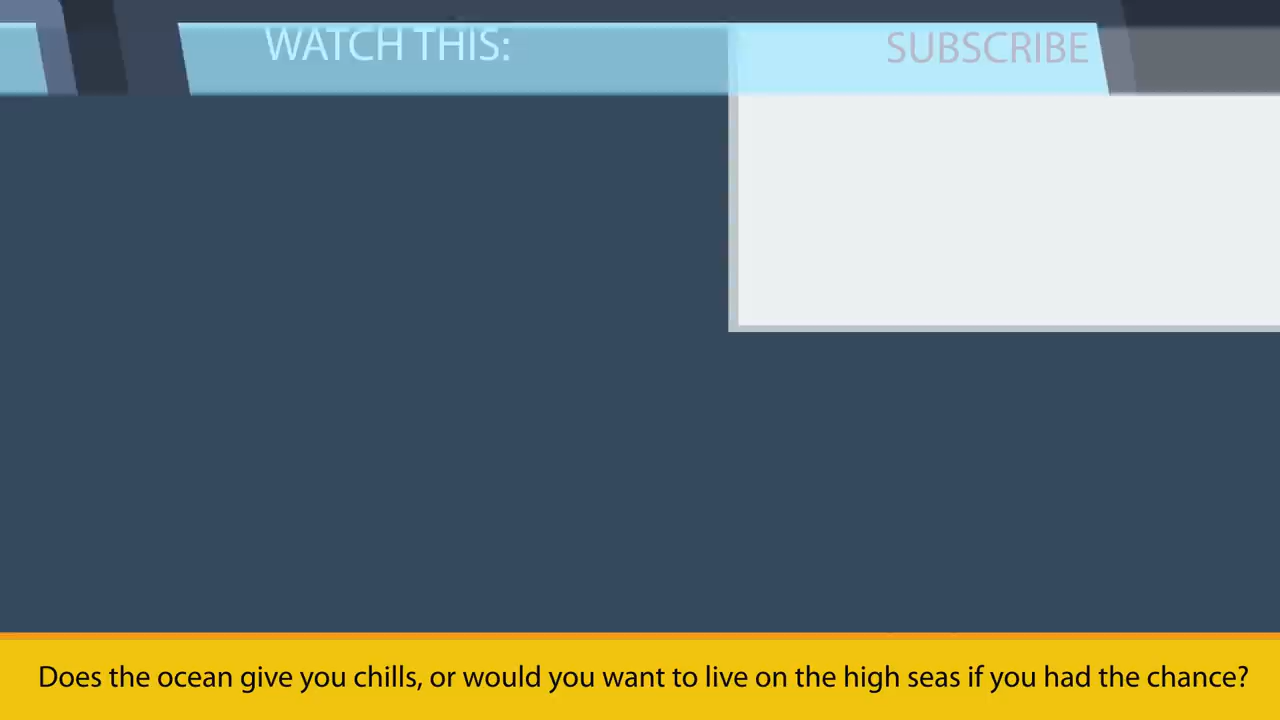 WATCH THIS:
SUBSCRIBE
Does the ocean give you chills, or would you want to live on the high seas if you had the chance?